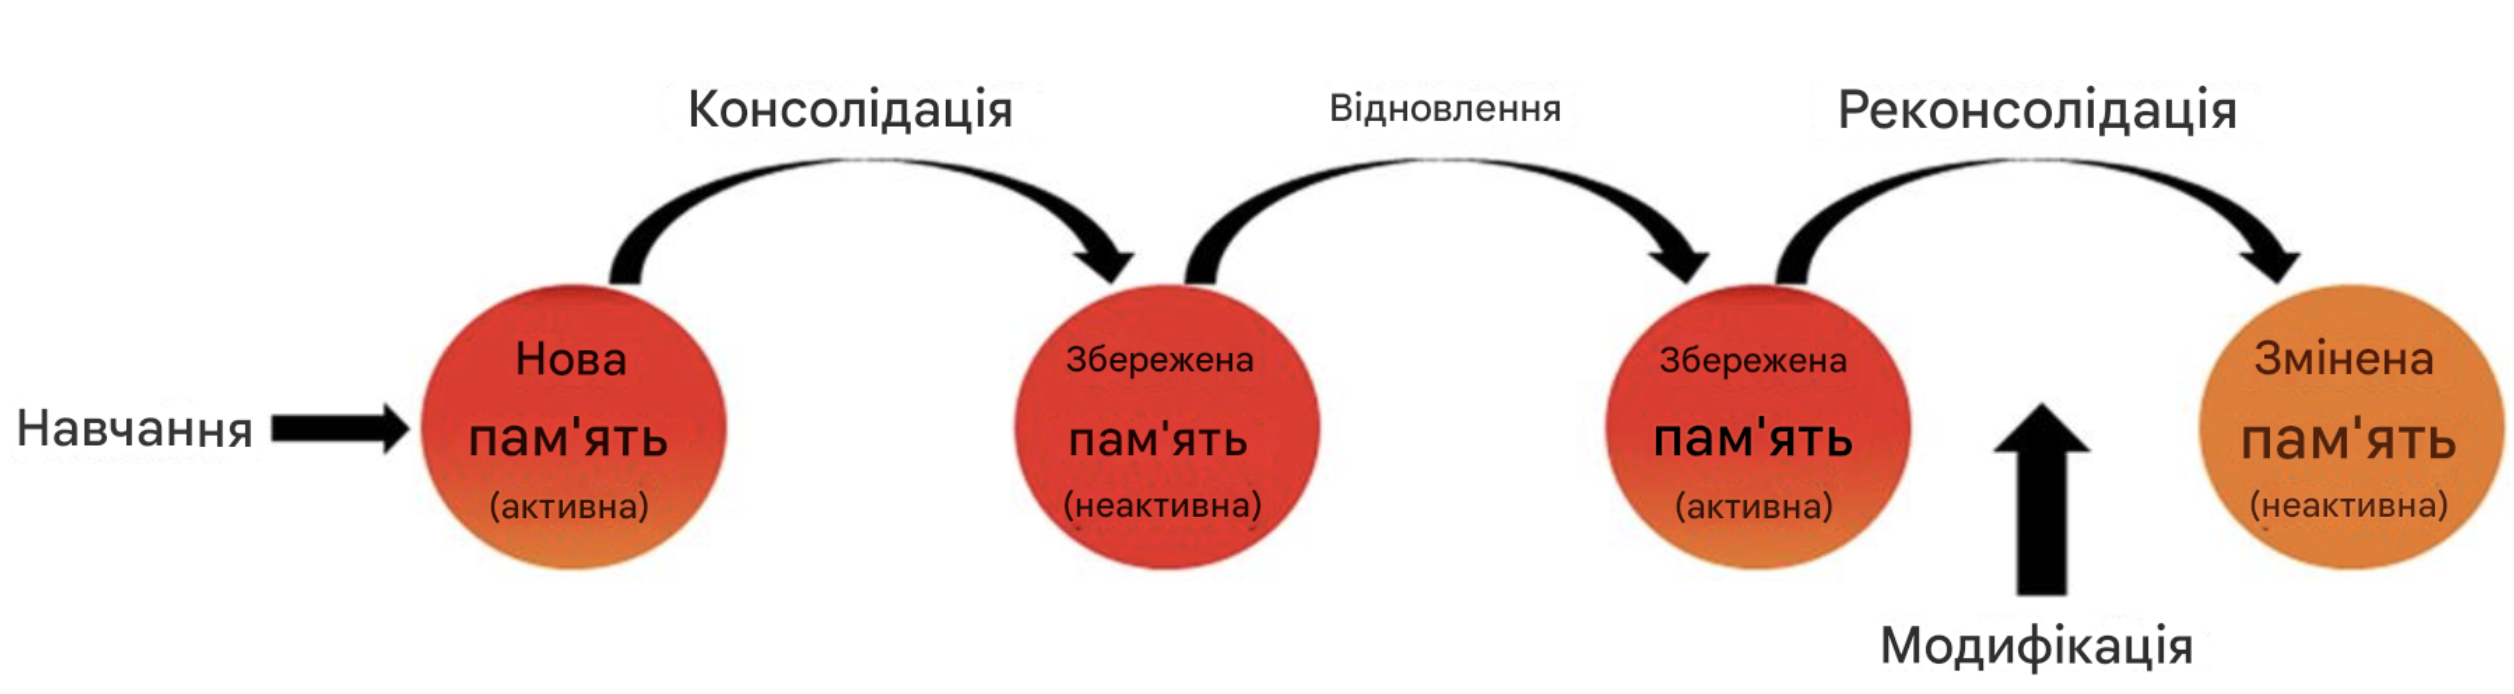 Консолідація
Відновлення
Реконсолідація
Навчання
Нова
пам'ять
(активна)
Збережена
пам'ять
(неактивна)
Збережена
пам'ять
(активна)
Змінена
пам'ять
(неактивна)
Модифікація